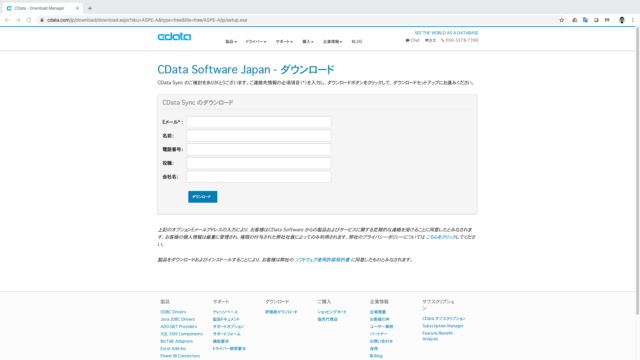 CData - Download Manager
cdata.com/jp/download/download.aspx?sku=ASPE-A&type=free&file=free/ASPE-A/jp/setup.exe
SEE THE WORLD AS A DATABASE
cdata
製品 ドライバー サポート 購入 企業情報 BLOG
Chat 注文 050-5578-7390
CData Software Japan - ダウンロード
CData Sync のご検討をありがとうございます。ご連絡先情報の必須項目(*)を入力し、ダウンロードボタンをクリックして、ダウンロードセットアップにお進みください。
CData Sync のダウンロード
Eメール* :
名前:
電話番号:
役職:
会社名:
ダウンロード
上記のオプションEメールアドレスの入力により、お客様はCData Software からの製品およびサービスに関する定期的な連絡を受けることに同意したとみなされま
す。お客様の個人情報は厳重に管理され、権限の付与された弊社社員によってのみ利用されます。弊社のプライバシーポリシーについては こちらをクリックしてくださ
い。
製品をダウンロードおよびインストールすることにより、お客様は弊社の ソフトウェア使用許諾契約書 に同意したものとみなされます。
製品
ODBC Drivers
Java JDBC Drivers
ADO.NET Providers
SQL SSIS Components
BizTalk Adapters
Excel Add-Ins
Power BI Connectors
サポート
ナレッジベース
製品ドキュメント
サポートオプション
サポートフォーム
機能要求
ドライバー開発要求
ダウンロード
評価版ダウンロード
ご購入
ショッピングカート
販売代理店
企業情報
企業概要
お客様の声
ユーザー事例
パートナー
お問い合わせ
採用
Blog
サブスクリプショ
ン
CData サブスクリプション
Subscription Manager
Feature/Benefit
Analysis